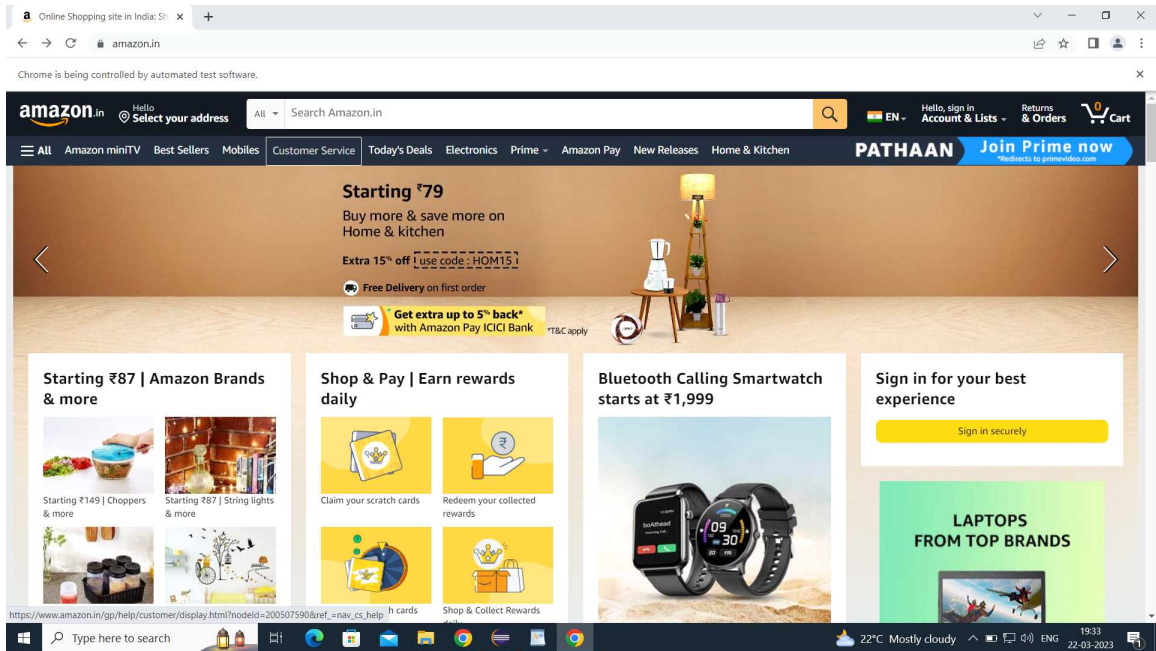 Online Shopping site in India: Sh
amazon.in
Chrome is being controlled by automated test software.
amazon.in
Hello
Select your address
All
Search Amazon.in
EN
Hello, sign in
Account & Lists
Returns
& Orders
0
Cart
All Amazon miniTV Best Sellers Mobiles Customer Service Today's Deals Electronics Prime Amazon Pay New Releases Home & Kitchen
PATHAAN
Join Prime now
*Redirects to primevideo.com
Starting ₹79
Buy more & save more on
Home & kitchen
Extra 15% off use code : HOM15
Free Delivery on first order
Get extra up to 5% back*
with Amazon Pay ICICI Bank
*T&C apply
Starting ₹87 | Amazon Brands
& more
Starting ₹149 | Choppers
& more
Starting ₹87 | String lights
& more
Shop & Pay | Earn rewards
daily
Claim your scratch cards
Redeem your collected
rewards
h cards
Shop & Collect Rewards
daily
Bluetooth Calling Smartwatch
starts at ₹1,999
boAthead
09
30
20 FRI
Sign in for your best
experience
Sign in securely
LAPTOPS
FROM TOP BRANDS
https://www.amazon.in/gp/help/customer/display.html?nodeId=200507590&ref_=nav_cs_help
Type here to search
22°C Mostly cloudy
ENG
19:33
22-03-2023
1